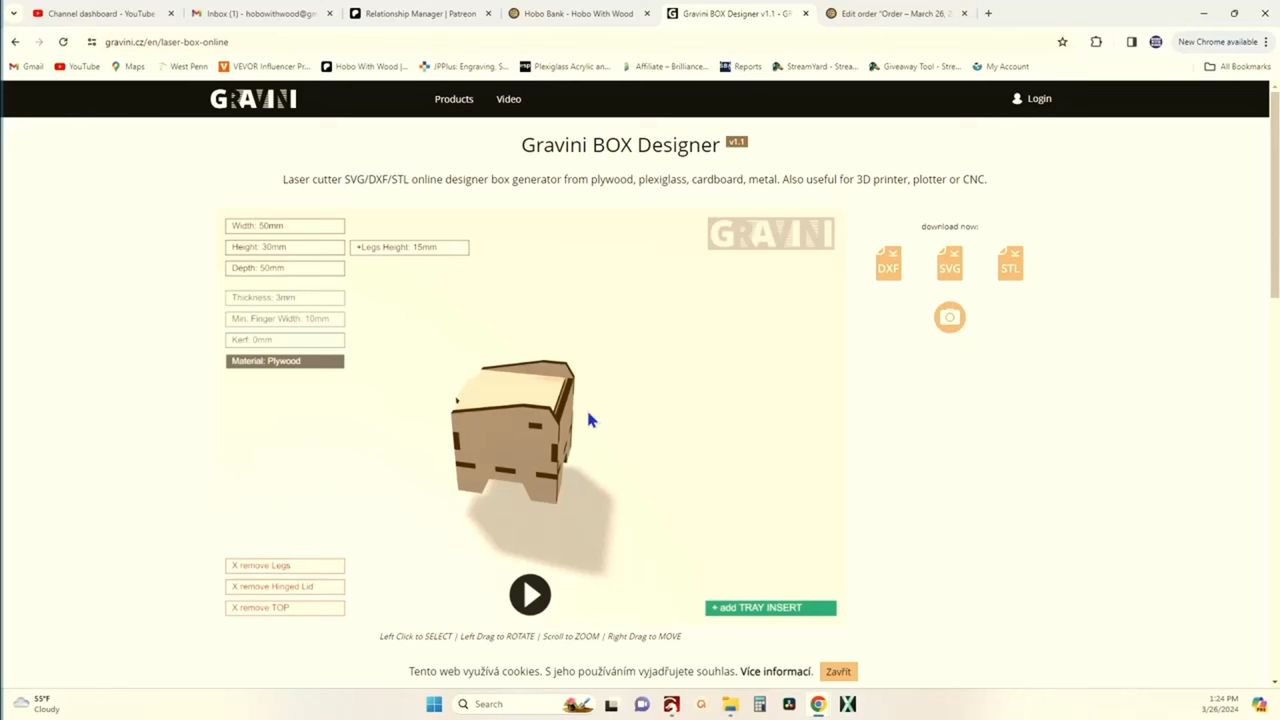 Channel dashboard - YouTube
Inbox (1) - hobowithwood@gm
Relationship Manager | Patreon
Hobo Bank - Hobo With Wood
Gravini BOX Designer v1.1 - GR
Edit order "Order – March 26, 2
gravini.cz/en/laser-box-online
New Chrome available
Gmail
YouTube
Maps
West Penn
VEVOR Influencer Pr...
Hobo With Wood |...
JPPlus: Engraving, S...
Plexiglass Acrylic an...
Affiliate – Brilliance...
Reports
StreamYard - Strea...
Giveaway Tool - Stre...
My Account
All Bookmarks
GRAVINI
Products
Video
Login
Gravini BOX Designer v1.1
Laser cutter SVG/DXF/STL online designer box generator from plywood, plexiglass, cardboard, metal. Also useful for 3D printer, plotter or CNC.
Width: 50mm
Height: 30mm
+Legs Height: 15mm
Depth: 50mm
Thickness: 3mm
Min. Finger Width: 10mm
Kerf: 0mm
Material: Plywood
GRAVINI
download now:
DXF
SVG
STL
X remove Legs
X remove Hinged Lid
X remove TOP
+ add TRAY INSERT
Left Click to SELECT | Left Drag to ROTATE | Scroll to ZOOM | Right Drag to MOVE
Tento web využívá cookies. S jeho používáním vyjadřujete souhlas. Více informací.
Zavřít
55°F
Cloudy
Search
1:24 PM
3/26/2024